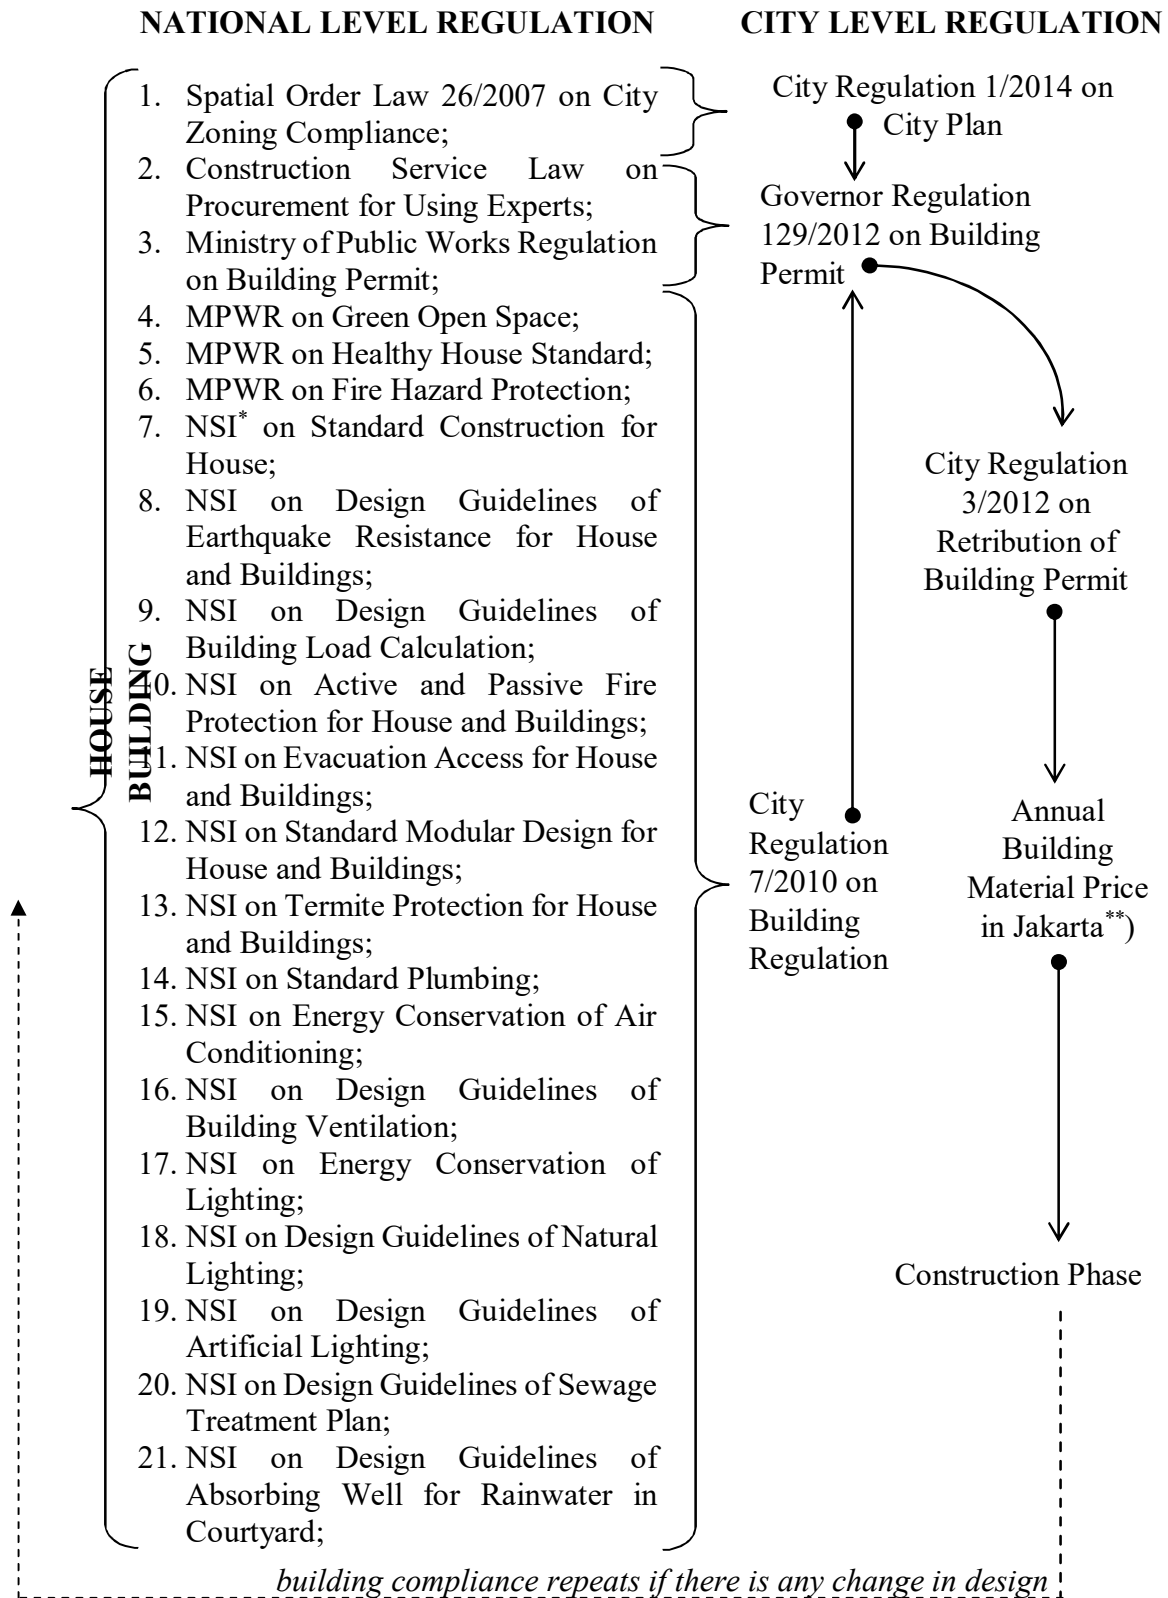 NATIONAL LEVEL REGULATION
1. Spatial Order Law 26/2007 on City
Zoning Compliance;
2. Construction Service Law on
Procurement for Using Experts;
3. Ministry of Public Works Regulation
on Building Permit;
4. MPWR on Green Open Space;
5. MPWR on Healthy House Standard;
6. MPWR on Fire Hazard Protection;
7. NSI* on Standard Construction for
House;
8. NSI on Design Guidelines of
Earthquake Resistance for House
and Buildings;
9. NSI on Design Guidelines of
Building Load Calculation;
10. NSI on Active and Passive Fire
Protection for House and Buildings;
11. NSI on Evacuation Access for House
and Buildings;
12. NSI on Standard Modular Design for
House and Buildings;
13. NSI on Termite Protection for House
and Buildings;
14. NSI on Standard Plumbing;
15. NSI on Energy Conservation of Air
Conditioning;
16. NSI on Design Guidelines of
Building Ventilation;
17. NSI on Energy Conservation of
Lighting;
18. NSI on Design Guidelines of Natural
Lighting;
19. NSI on Design Guidelines of
Artificial Lighting;
20. NSI on Design Guidelines of Sewage
Treatment Plan;
21. NSI on Design Guidelines of
Absorbing Well for Rainwater in
Courtyard;
HOUSE
BUILDING
CITY LEVEL REGULATION
City Regulation 1/2014 on
City Plan
Governor Regulation
129/2012 on Building
Permit
City Regulation
3/2012 on
Retribution of
Building Permit
City
Regulation
7/2010 on
Building
Regulation
Annual
Building
Material Price
in Jakarta**)
Construction Phase
building compliance repeats if there is any change in design